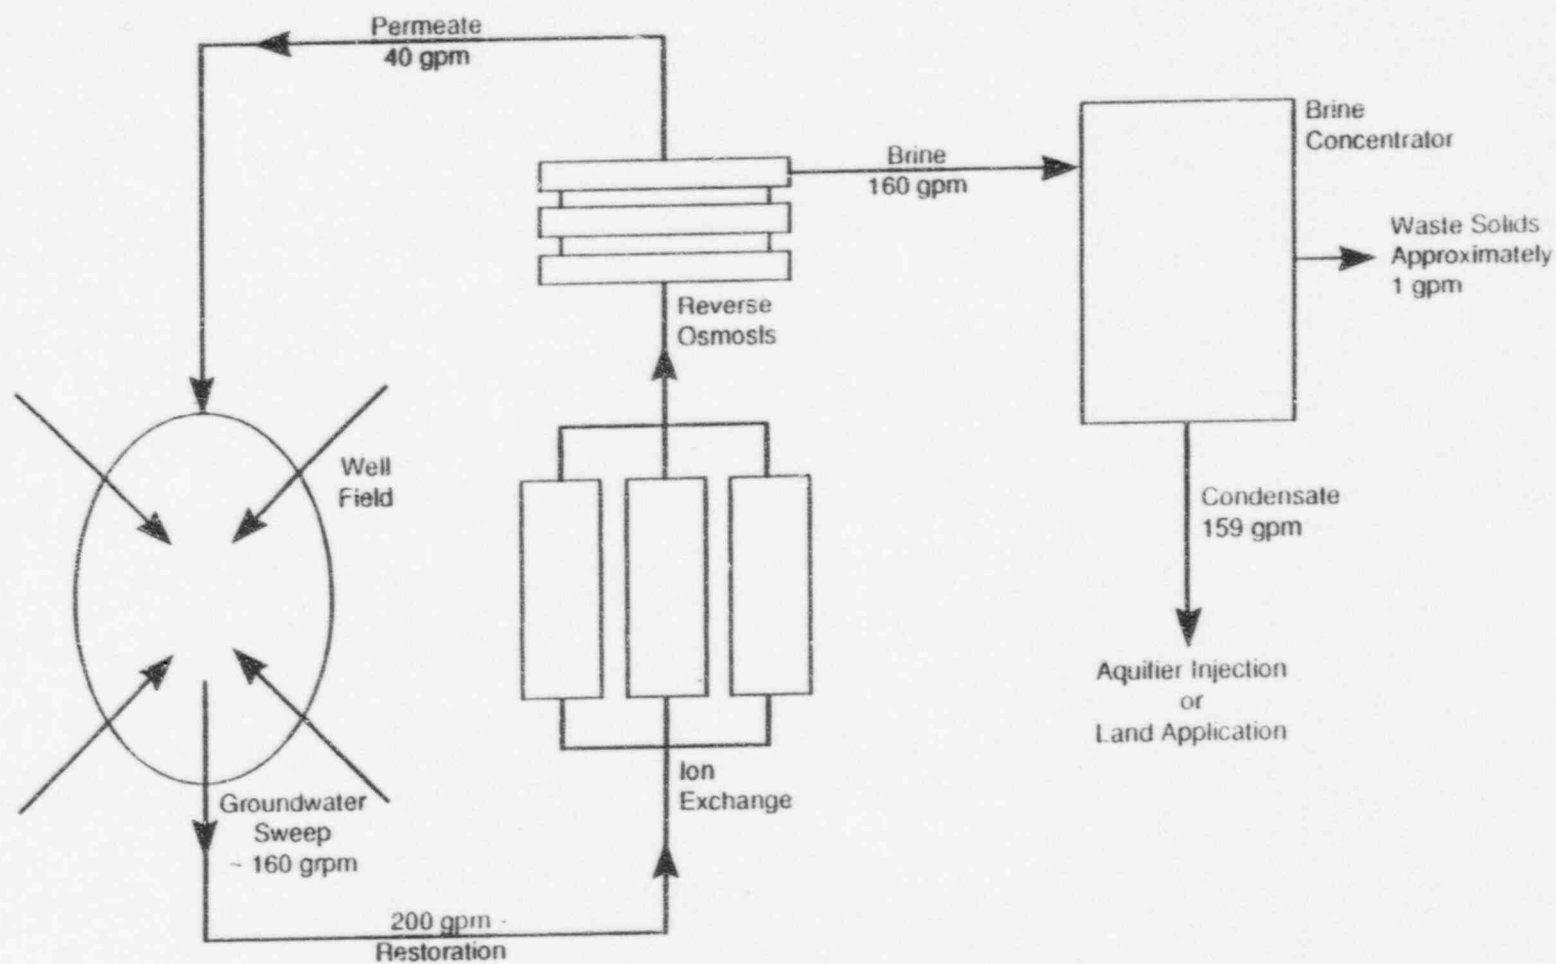 Permeate
40 gpm
Brine
160 gpm
Brine
Concentrator
Waste Solids
Approximately
1 gpm
Reverse
Osmosis
Well
Field
Condensate
159 gpm
Aquifier Injection
or
Land Application
Ion
Exchange
Groundwater
Sweep
~ 160 grpm
200 gpm
Restoration